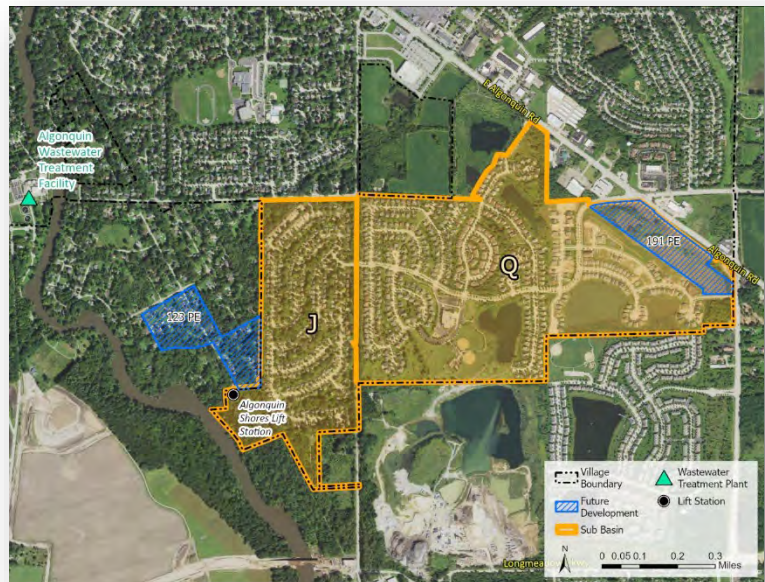 E Algonquin Rd
Algonquin
Wastewater
Treatment
Facility
191 PE
Algonquin Rd
Q
J
123 PE
Algonquin
Shores Lift
Station
Village
Boundary
Wastewater
Treatment Plant
Future
Development
Lift Station
Sub Basin
N
0 0.05 0.1 0.2 0.3
Miles